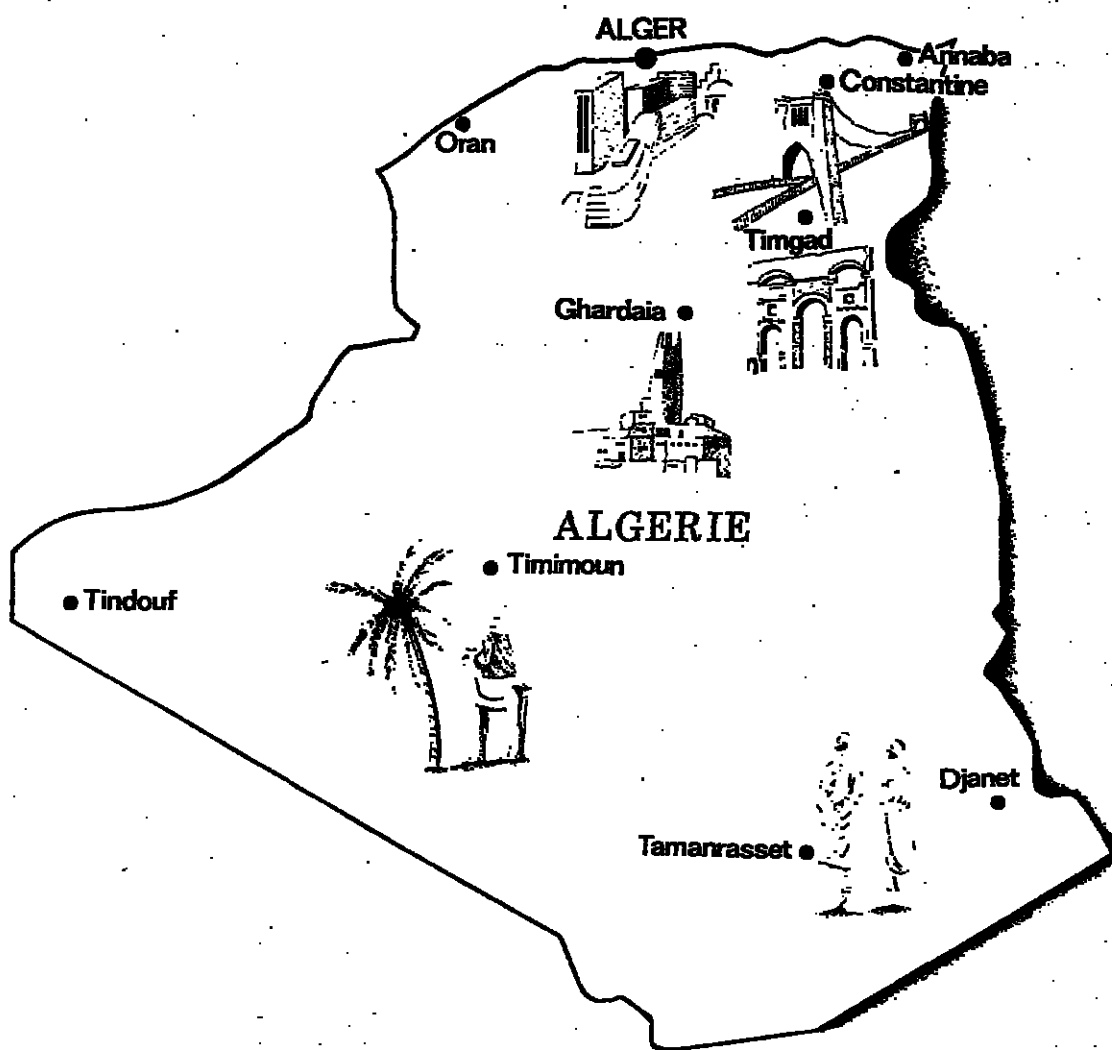 ALGER
Annaba
Constantine
Oran
Timgad
Ghardaia
ALGERIE
Timimoun
Tindouf
Djanet
Tamanrasset